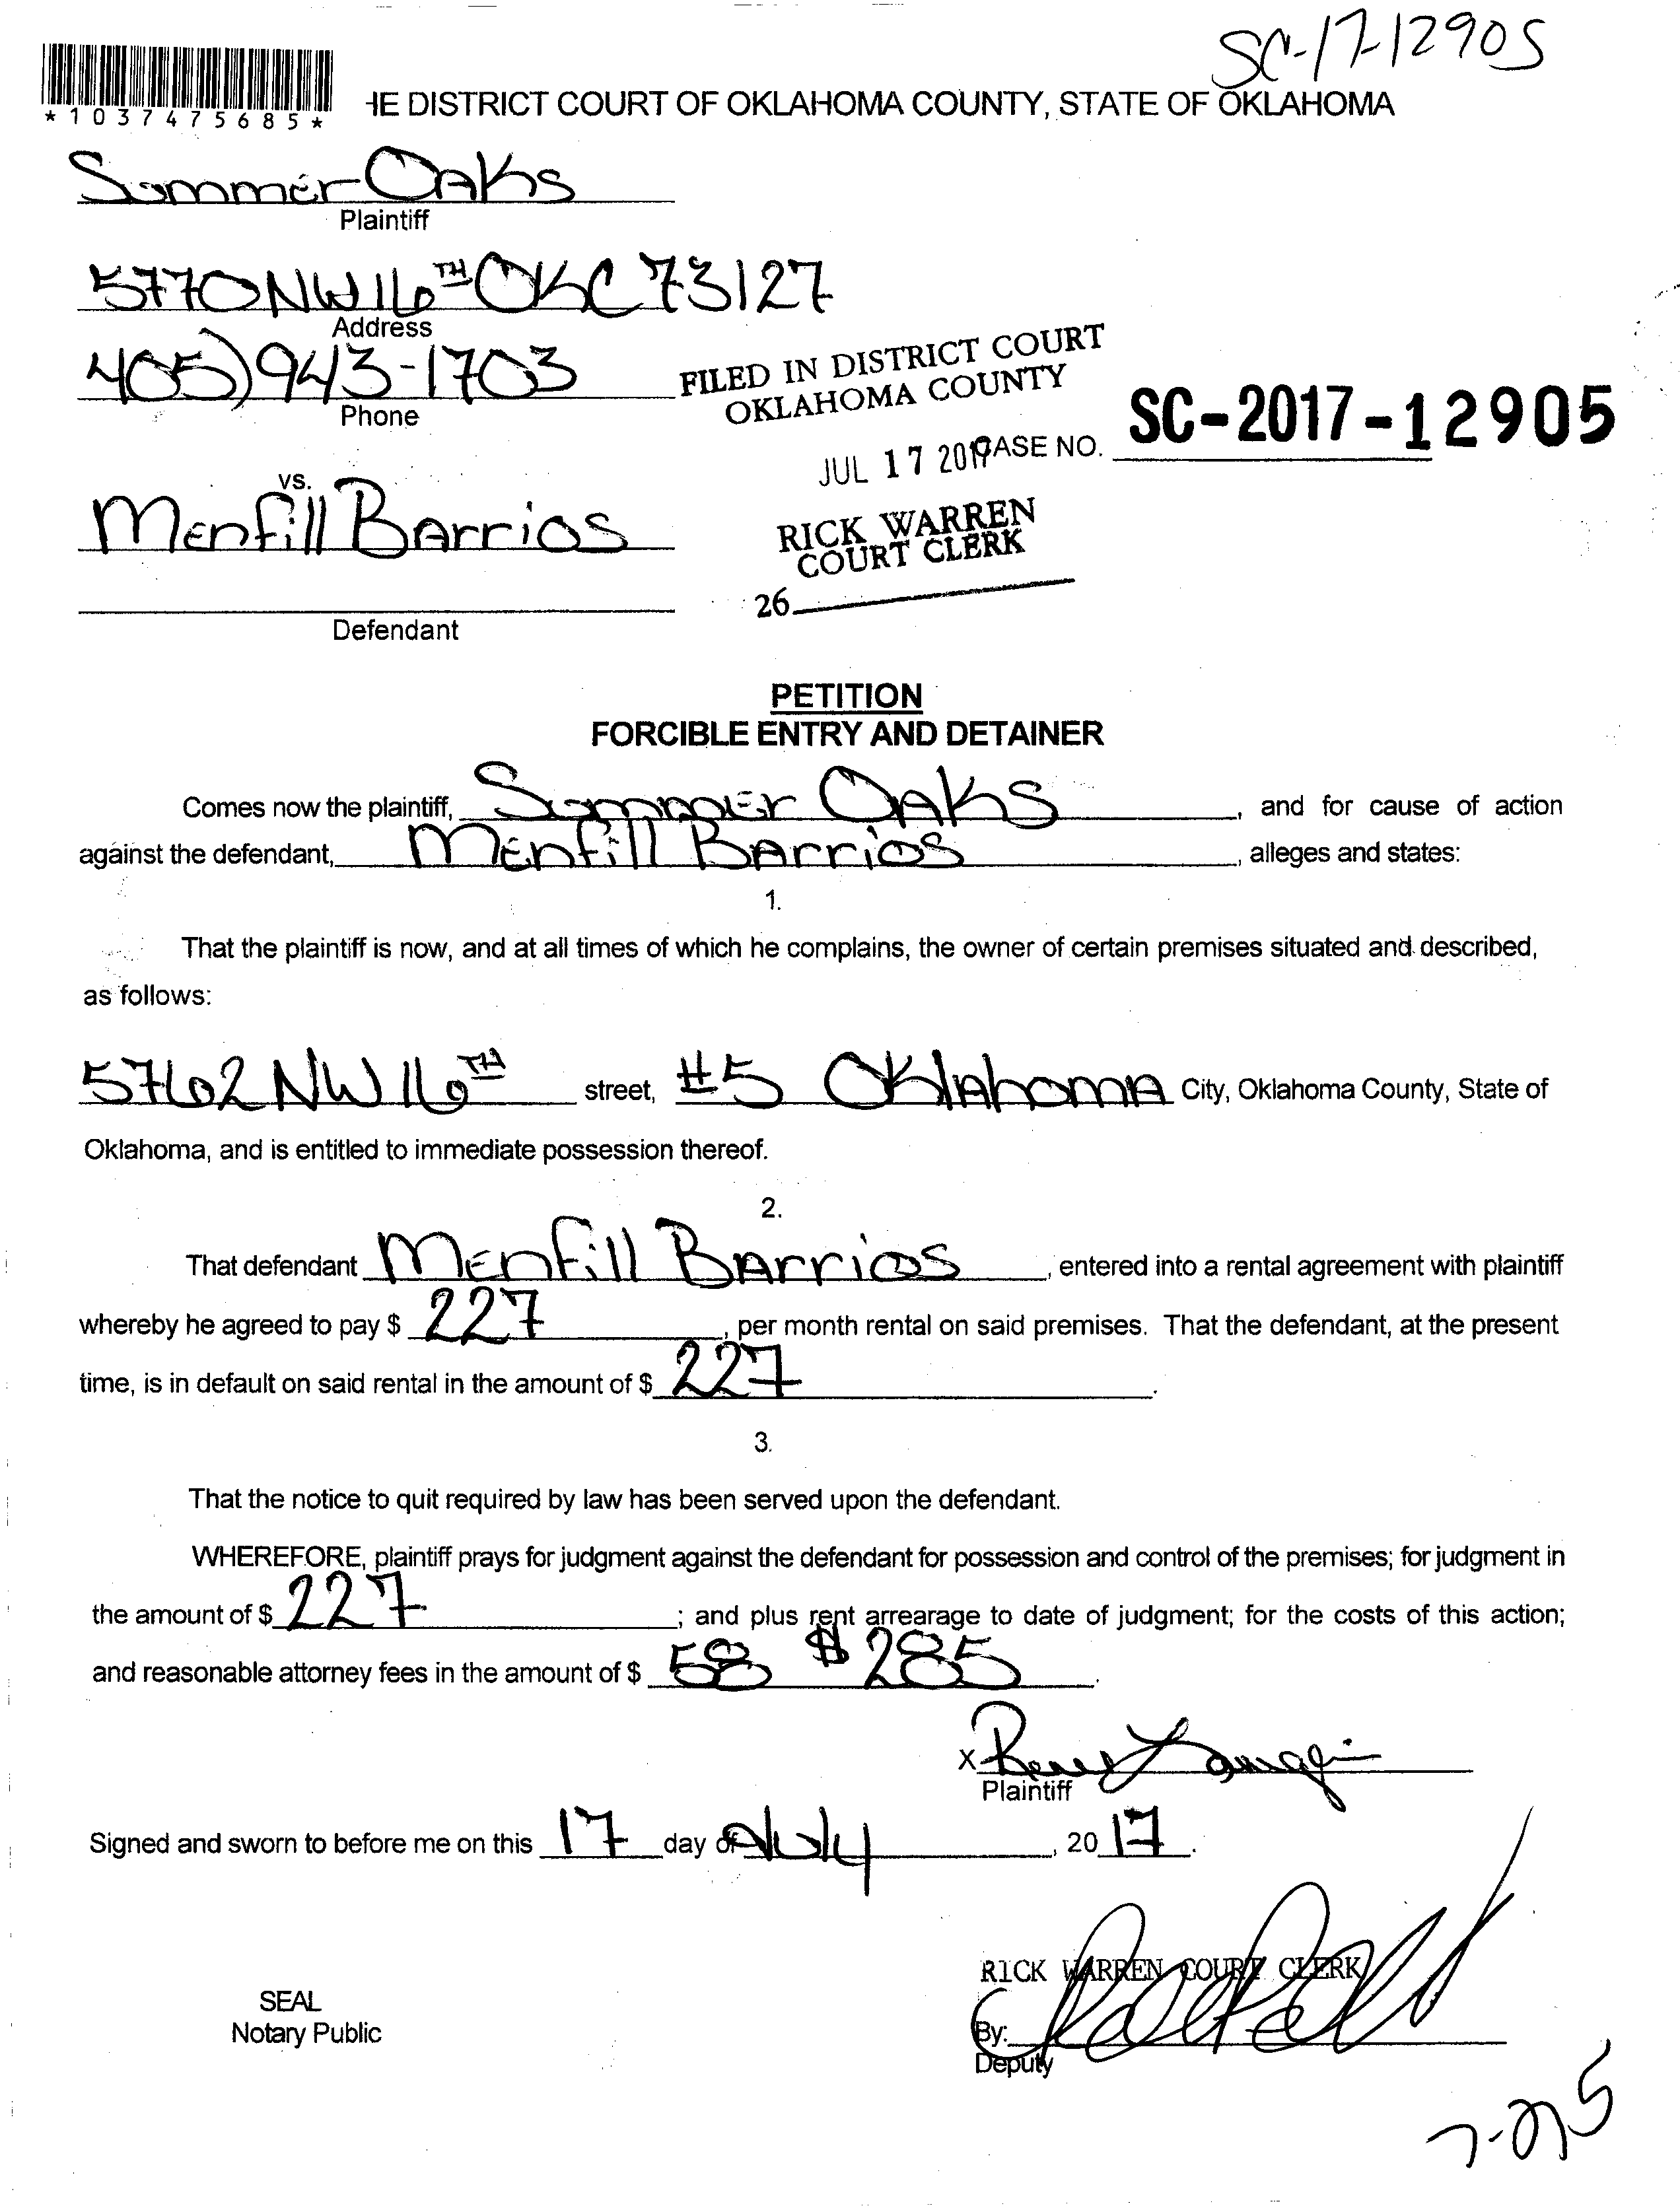 SC-17-12905
*1037475685*
HE DISTRICT COURT OF OKLAHOMA COUNTY, STATE OF OKLAHOMA
Summer Oaks
Plaintiff
5770 NW 16TH OKC 73127
Address
405) 943-1703
Phone
FILED IN DISTRICT COURT
OKLAHOMA COUNTY
JUL 17 2017
CASE NO. SC-2017-12905
RICK WARREN
COURT CLERK
26
vs.
Menfill Barrios
Defendant
PETITION
FORCIBLE ENTRY AND DETAINER
Comes now the plaintiff, Summer Oaks, and for cause of action
against the defendant, Menfill Barrios, alleges and states:
1.
That the plaintiff is now, and at all times of which he complains, the owner of certain premises situated and described,
as follows:
5762 NW 16TH street, #5 Oklahoma City, Oklahoma County, State of
Oklahoma, and is entitled to immediate possession thereof.
2.
That defendant Menfill Barrios, entered into a rental agreement with plaintiff
whereby he agreed to pay $ 227, per month rental on said premises. That the defendant, at the present
time, is in default on said rental in the amount of $ 227.
3.
That the notice to quit required by law has been served upon the defendant.
WHEREFORE, plaintiff prays for judgment against the defendant for possession and control of the premises; for judgment in
the amount of $ 227; and plus rent arrearage to date of judgment; for the costs of this action;
and reasonable attorney fees in the amount of $ 58 $285.
X
Plaintiff
Signed and sworn to before me on this 17 day of July, 2017.
RICK WARREN COURT CLERK
SEAL
Notary Public
By:
Deputy